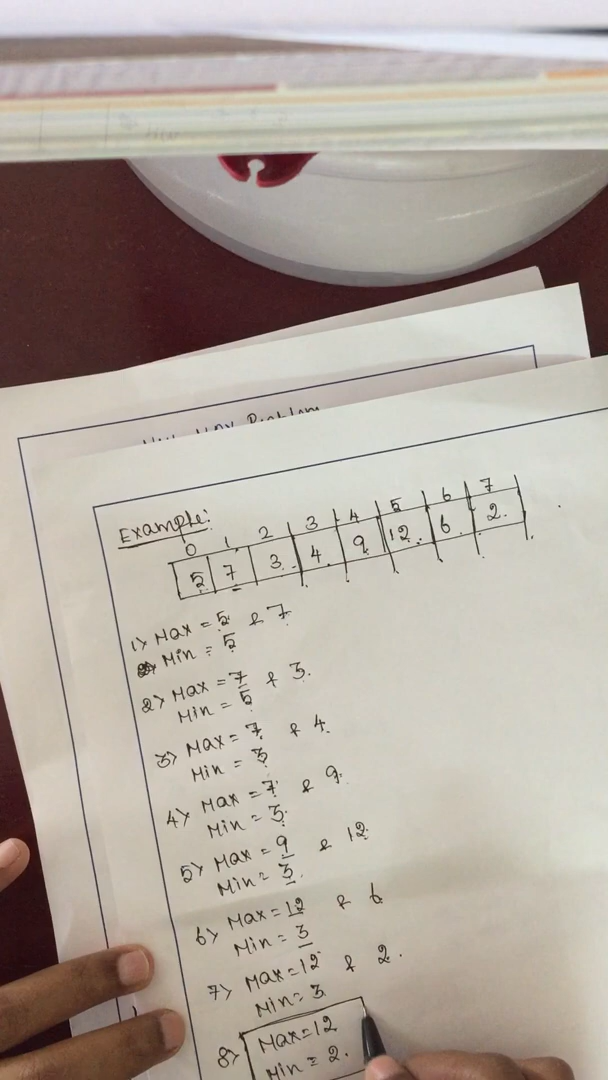 Max Problem
Example:
0 1 2 3 4 5 6 7
5 7 3 4 9 12 6 2
1) Max = 5 & 7
Min = 5
2) Max = 7 & 3.
Min = 5
3) Max = 7 & 4
Min = 3
4) Max = 7 & 9
Min = 3
5) Max = 9 & 12
Min = 3.
6) Max = 12 & 6
Min = 3
7) Max = 12 & 2.
Min = 3
8) Max = 12
Min = 2.